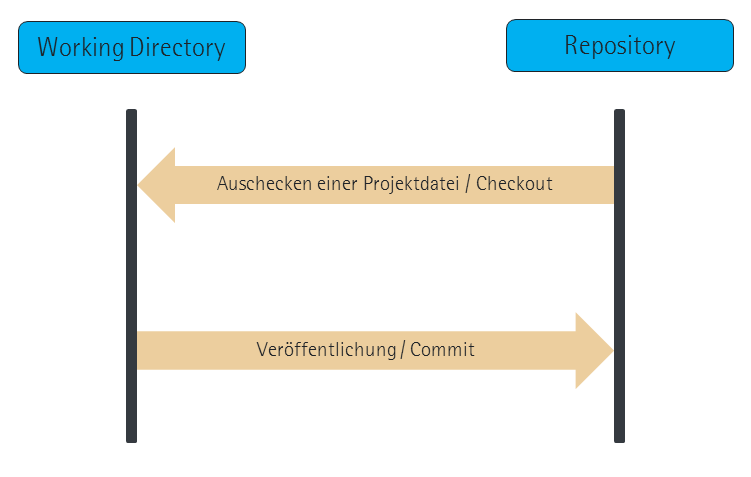 Working Directory
Repository
Auschecken einer Projektdatei / Checkout
Veröffentlichung / Commit